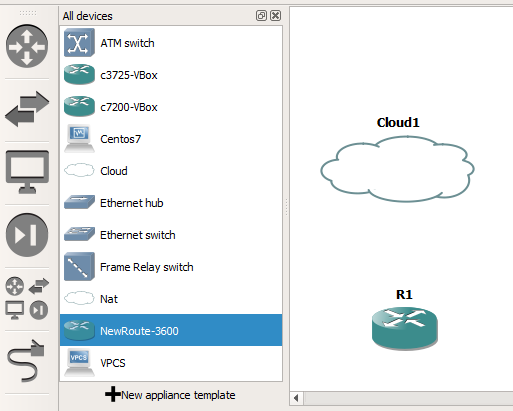 All devices
ATM switch
c3725-VBox
c7200-VBox
Centos7
Cloud
Ethernet hub
Ethernet switch
Frame Relay switch
Nat
NewRoute-3600
VPCS
VPCS
New appliance template
Cloud1
R1